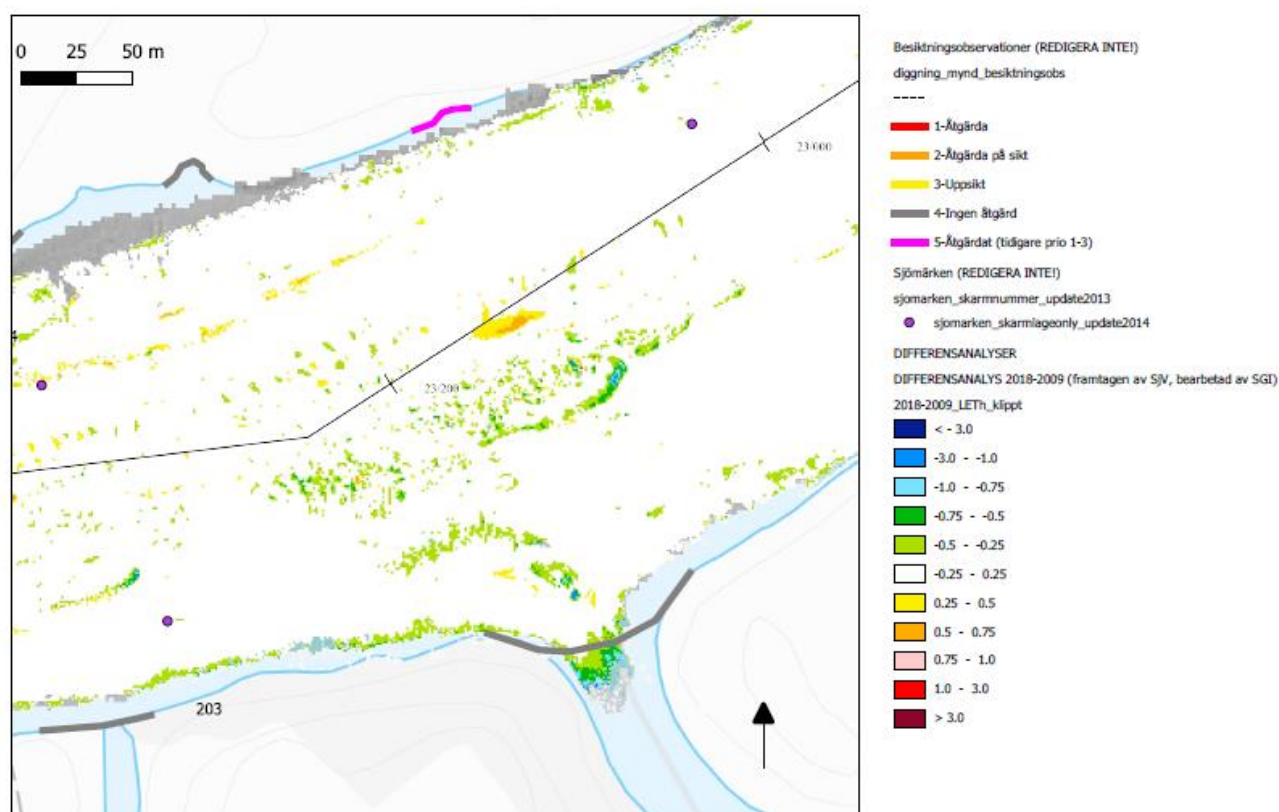 0 25 50 m
23/000
23/200
203
Besiktningsobservationer (REDIGERA INTE!)
diggning_mynd_besiktningsobs
----
1-Åtgärda
2-Åtgärda på sikt
3-Uppsikt
4-Ingen åtgärd
5-Åtgärdat (tidigare prio 1-3)
Sjömärken (REDIGERA INTE!)
sjomarken_skarmnummer_update2013
sjomarken_skarmlageonly_update2014
DIFFERENSANALYSER
DIFFERENSANALYS 2018-2009 (framtagen av SjV, bearbetad av SGI)
2018-2009_LETh_klippt
< - 3.0
-3.0 - -1.0
-1.0 - -0.75
-0.75 - -0.5
-0.5 - -0.25
-0.25 - 0.25
0.25 - 0.5
0.5 - 0.75
0.75 - 1.0
1.0 - 3.0
> 3.0